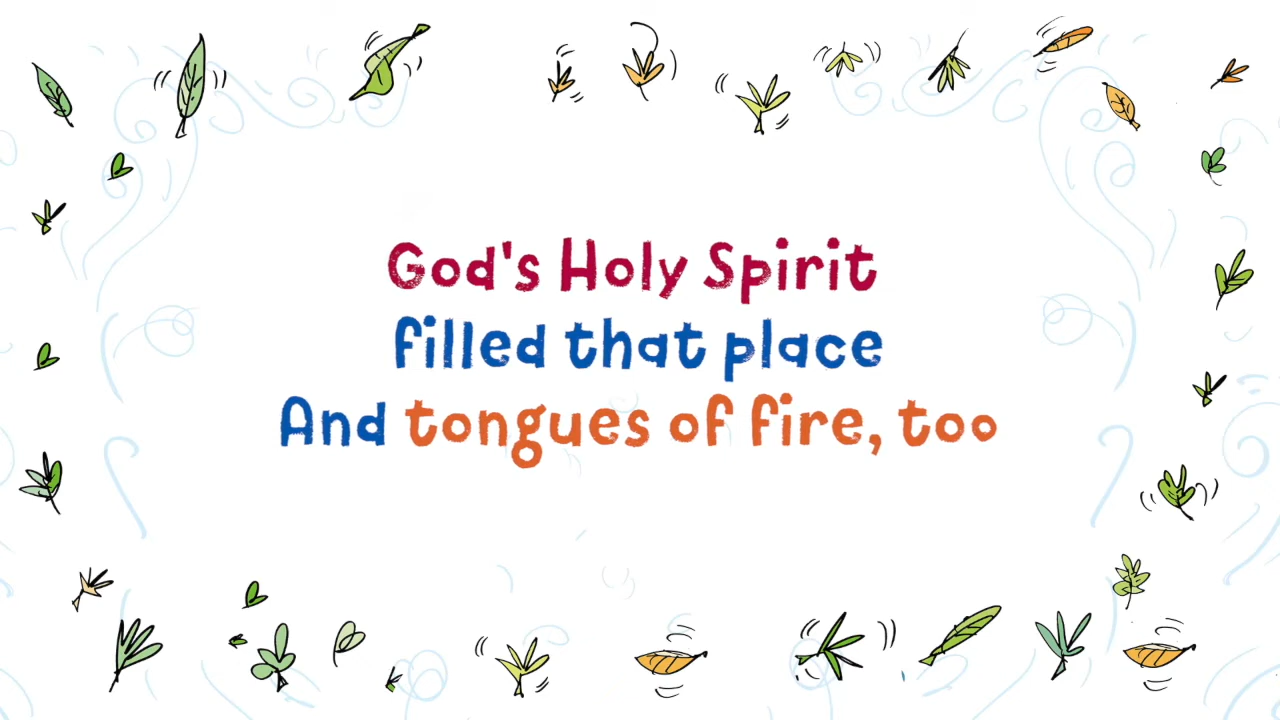 God's Holy Spirit
filled that place
And tongues of fire, too